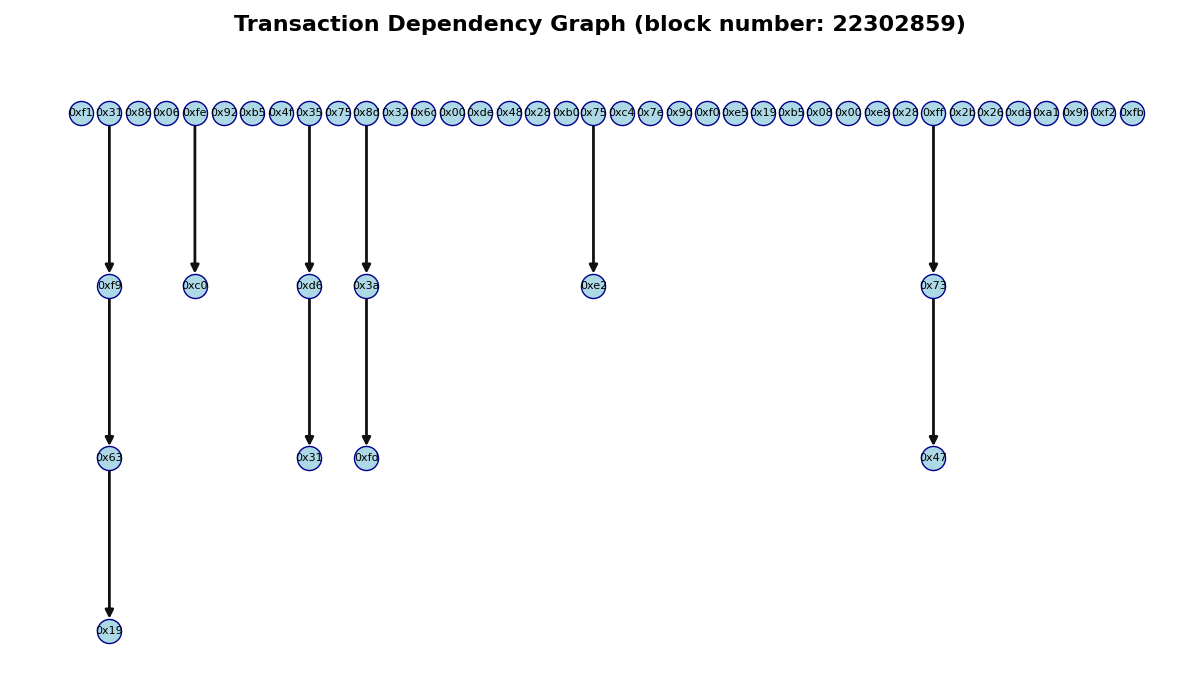 Transaction Dependency Graph (block number: 22302859)
0xf1 0x31 0x86 0x06 0xfe 0x92 0xb5 0x4f 0x35 0x75 0x8d 0x32 0x6c 0x00 0xde 0x48 0x28 0xb0 0x75 0xc4 0x7e 0x9d 0xf0 0xe5 0x19 0xb5 0x08 0x00 0xe8 0x28 0xff 0x2b 0x26 0xda 0xa1 0x9f 0xf2 0xfb
0xf9 0xc0 0xd6 0x3a 0xe2 0x73
0x63 0x31 0xfd 0x47
0x19